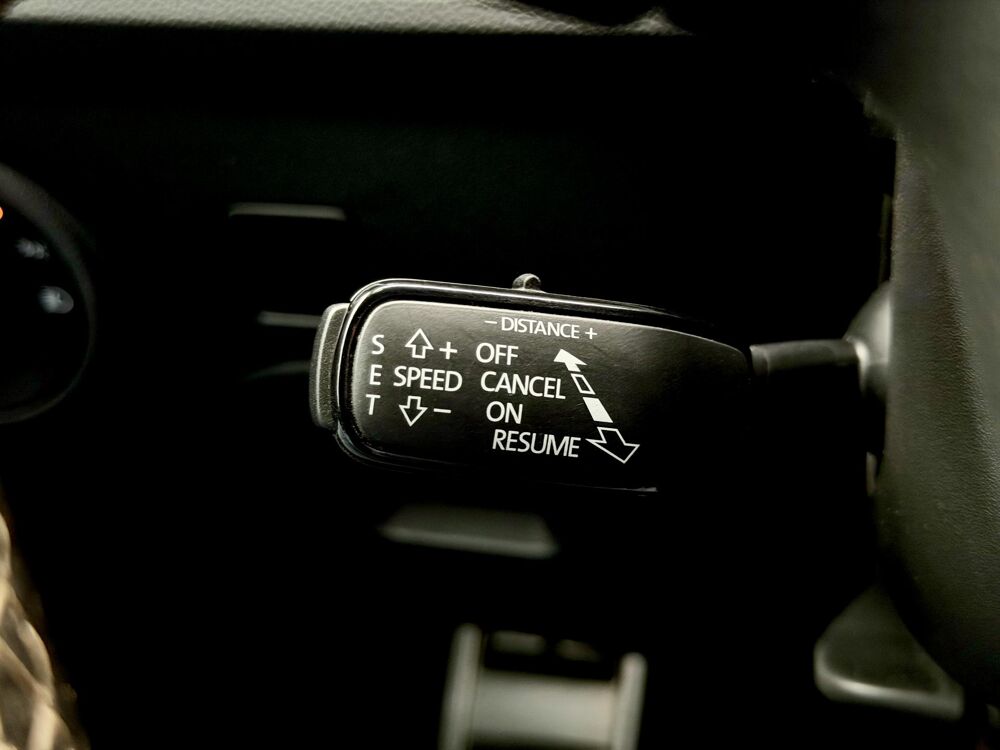 – DISTANCE +
S + OFF
E SPEED CANCEL
T – ON
RESUME